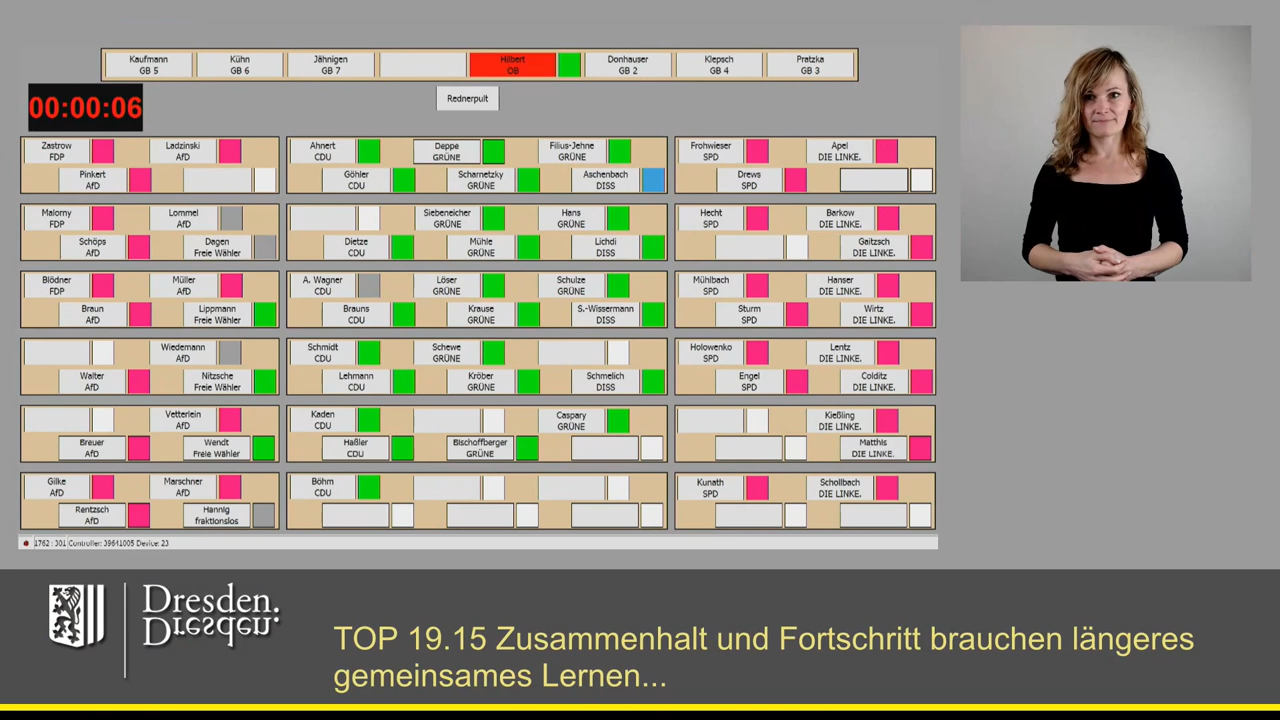 Kaufmann
GB 5
Kühn
GB 6
Jähnigen
GB 7
Hilbert
OB
Donhauser
GB 2
Klepsch
GB 4
Pratzka
GB 3
00:00:06
Rednerpult
Zastrow
FDP
Ladzinski
AfD
Pinkert
AfD
Ahnert
CDU
Deppe
GRÜNE
Filius-Jehne
GRÜNE
Göhler
CDU
Scharnetzky
GRÜNE
Aschenbach
DISS
Frohwieser
SPD
Apel
DIE LINKE.
Drews
SPD
Malorny
FDP
Lommel
AfD
Schöps
AfD
Dagen
Freie Wähler
Siebeneicher
GRÜNE
Hans
GRÜNE
Dietze
CDU
Mühle
GRÜNE
Lichdi
DISS
Hecht
SPD
Barkow
DIE LINKE.
Gaitzsch
DIE LINKE.
Blödner
FDP
Müller
AfD
Braun
AfD
Lippmann
Freie Wähler
A. Wagner
CDU
Löser
GRÜNE
Schulze
GRÜNE
Brauns
CDU
Krause
GRÜNE
S.-Wissermann
DISS
Mühlbach
SPD
Hanser
DIE LINKE.
Sturm
SPD
Wirtz
DIE LINKE.
Wiedemann
AfD
Walter
AfD
Nitzsche
Freie Wähler
Schmidt
CDU
Schewe
GRÜNE
Lehmann
CDU
Kröber
GRÜNE
Schmelich
DISS
Holowenko
SPD
Lentz
DIE LINKE.
Engel
SPD
Colditz
DIE LINKE.
Vetterlein
AfD
Breuer
AfD
Wendt
Freie Wähler
Kaden
CDU
Caspary
GRÜNE
Haßler
CDU
Bischoffberger
GRÜNE
Kießling
DIE LINKE.
Matthis
DIE LINKE.
Gilke
AfD
Marschner
AfD
Rentzsch
AfD
Hannig
fraktionslos
Böhm
CDU
Kunath
SPD
Schollbach
DIE LINKE.
1762 : 301 Controller: 39641005 Device: 23
Dresden.
Dresden.
TOP 19.15 Zusammenhalt und Fortschritt brauchen längeres
gemeinsames Lernen...